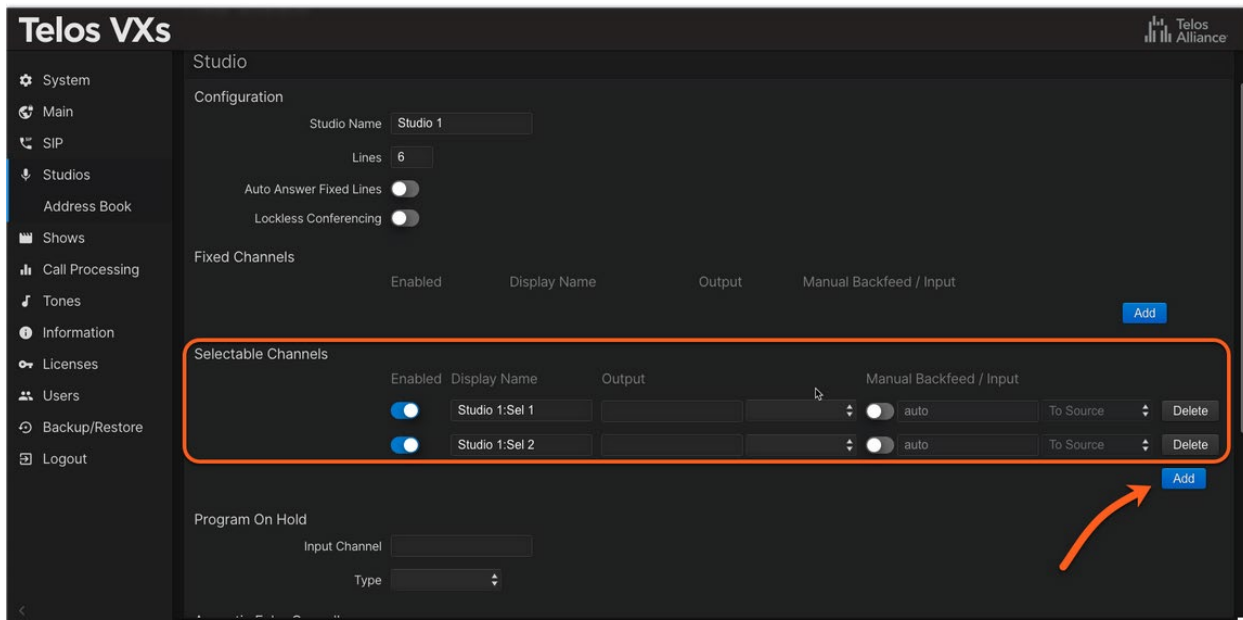 Telos VXs
Telos
Alliance
System
Main
SIP
Studios
Address Book
Shows
Call Processing
Tones
Information
Licenses
Users
Backup/Restore
Logout
Studio
Configuration
Studio Name Studio 1
Lines 6
Auto Answer Fixed Lines
Lockless Conferencing
Fixed Channels
Enabled Display Name Output Manual Backfeed / Input
Add
Selectable Channels
Enabled Display Name Output Manual Backfeed / Input
Studio 1:Sel 1 auto To Source Delete
Studio 1:Sel 2 auto To Source Delete
Add
Program On Hold
Input Channel
Type